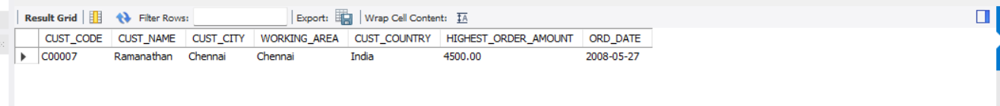 Result Grid Filter Rows: Export: Wrap Cell Content: IA
CUST_CODE CUST_NAME CUST_CITY WORKING_AREA CUST_COUNTRY HIGHEST_ORDER_AMOUNT ORD_DATE
C00007 Ramanathan Chennai Chennai India 4500.00 2008-05-27